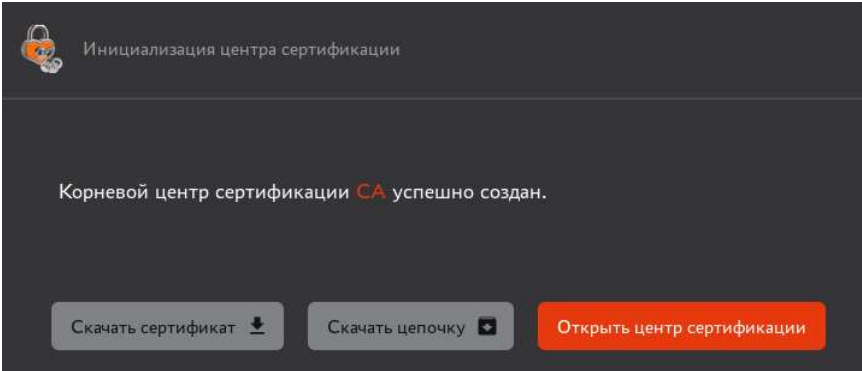 Инициализация центра сертификации
Корневой центр сертификации CA успешно создан.
Скачать сертификат
Скачать цепочку
Открыть центр сертификации